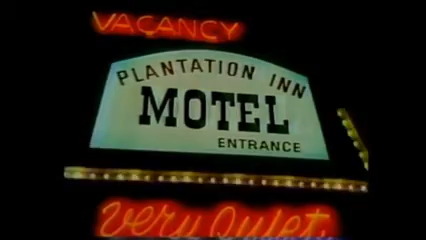 VACANCY
PLANTATION INN
MOTEL
ENTRANCE
Very Quiet